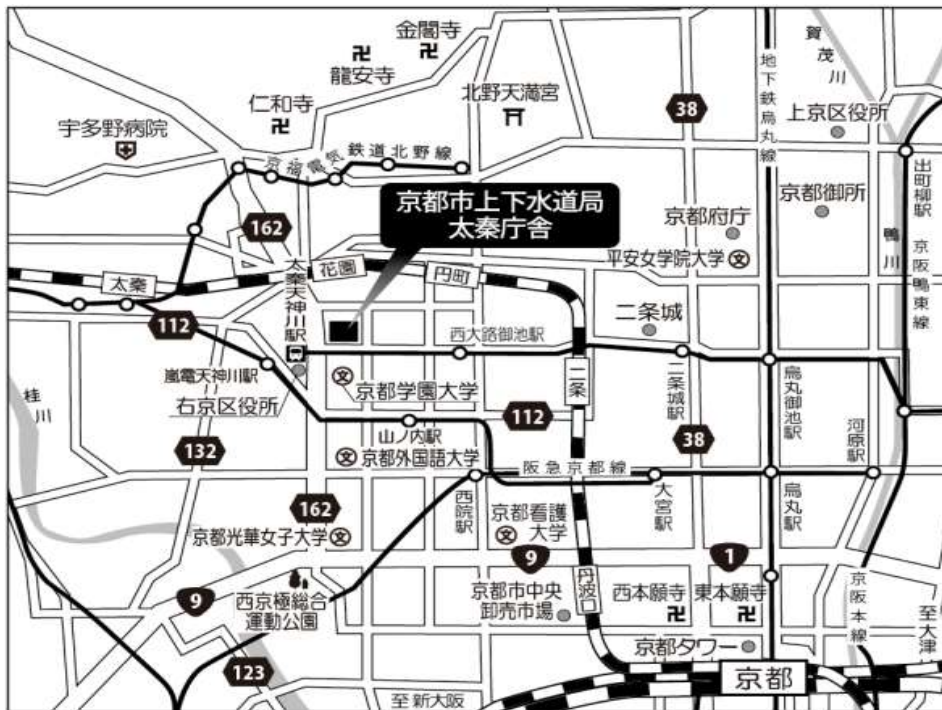 金閣寺
龍安寺
仁和寺
北野天満宮
宇多野病院
京福電気鉄道北野線
38
地下鉄烏丸線
賀茂川
上京区役所
出町柳駅
京都御所
京都府庁
鴨川
京阪鴨東線
162
京都市上下水道局
太秦庁舎
平安女学院大学
太秦
花園
円町
太秦天神川駅
112
西大路御池駅
二条城
嵐電天神川駅
右京区役所
京都学園大学
二条
二条城駅
烏丸御池駅
桂川
山ノ内駅
112
38
河原駅
132
京都外国語大学
阪急京都線
162
西院駅
大宮駅
烏丸駅
京都光華女子大学
京都看護
大学
9
1
9
西京極総合
運動公園
京都市中央
卸売市場
丹波口
西本願寺
東本願寺
京阪本線
至大津
京都タワー
123
京都
至新大阪